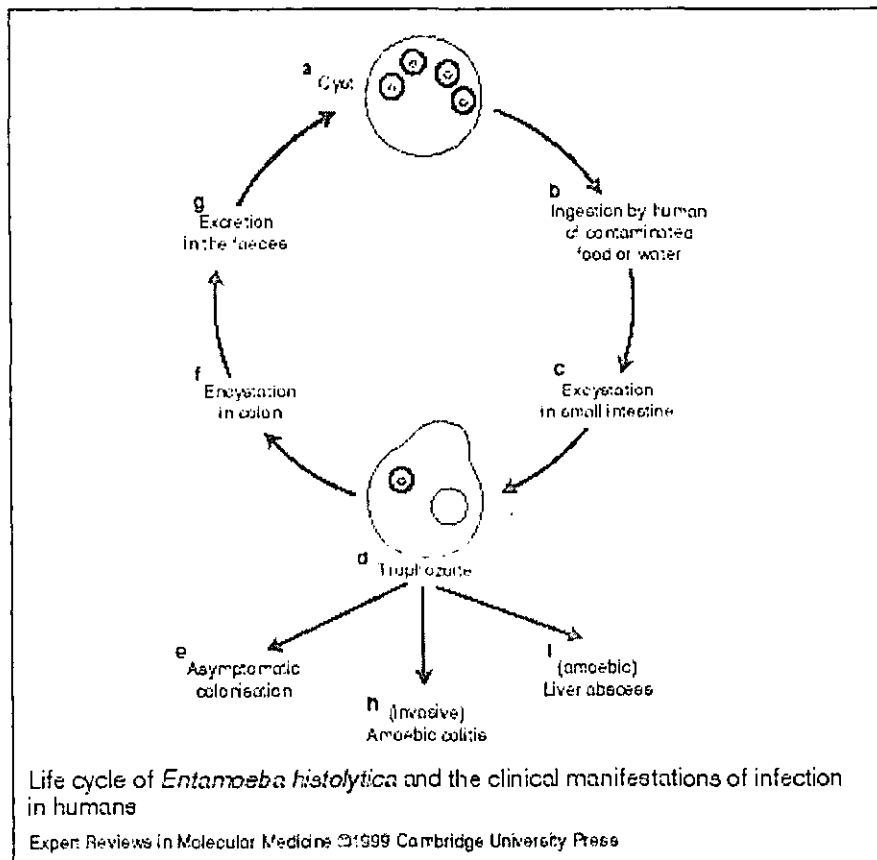 a Cyst
b
Ingestion by human
of contaminated
food or water
c
Excystation
in small intestine
d
Trophozoite
e
Asymptomatic
colonisation
f
Encystation
in colon
g
Excretion
in the faeces
h (Invasive)
Amoebic colitis
i
(amoebic)
Liver abscess
Life cycle of Entamoeba histolytica and the clinical manifestations of infection
in humans
Expert Reviews in Molecular Medicine ©1999 Cambridge University Press